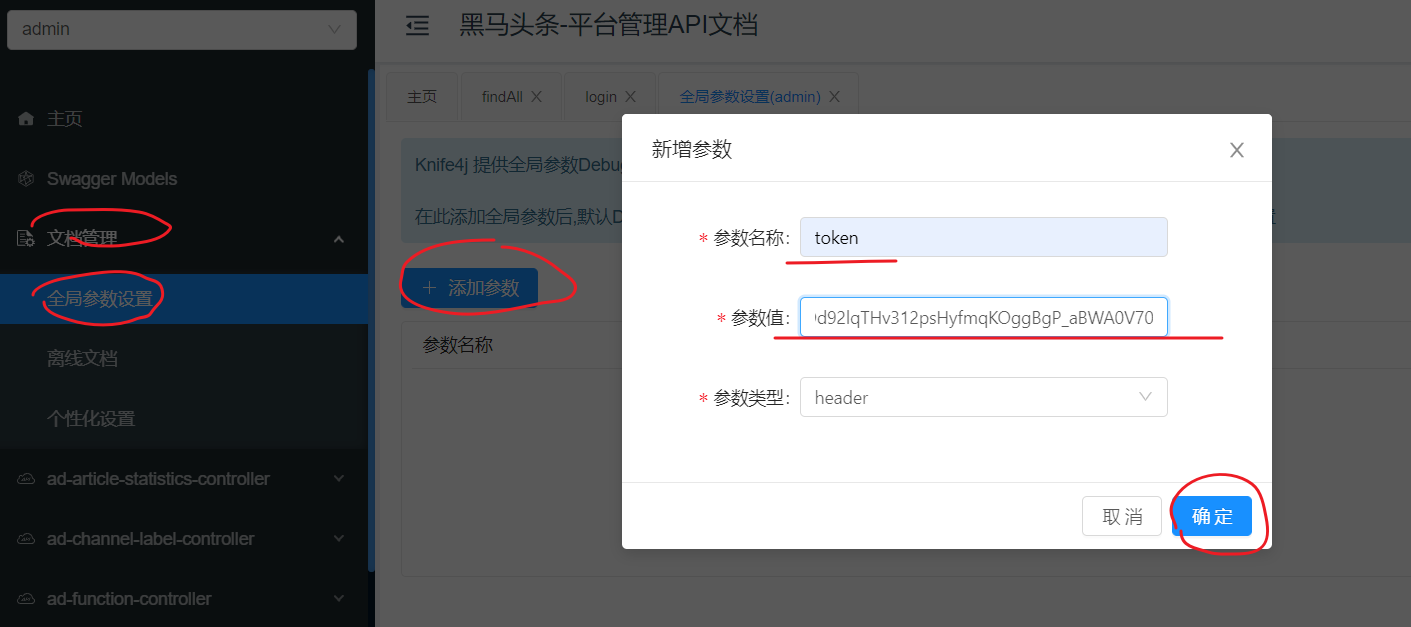 admin
主页
Swagger Models
文档管理
全局参数设置
离线文档
个性化设置
ad-article-statistics-controller
ad-channel-label-controller
ad-function-controller
黑马头条-平台管理API文档
主页
findAll
login
全局参数设置(admin)
Knife4j 提供全局参数Debu
在此添加全局参数后,默认D
添加参数
参数名称
新增参数
* 参数名称: token
* 参数值: d92lqTHv312psHyfmqKOggBgP_aBWA0V70
* 参数类型: header
取 消
确 定